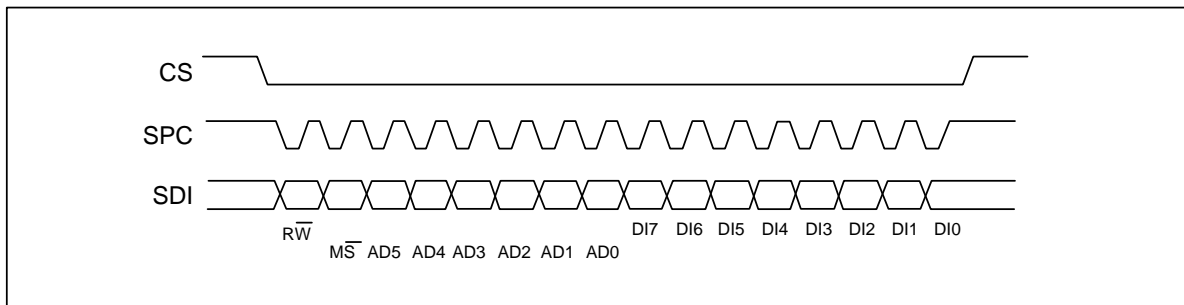 CS
SPC
SDI
RW̅
DI7 DI6 DI5 DI4 DI3 DI2 DI1 DI0
MS̅ AD5 AD4 AD3 AD2 AD1 AD0